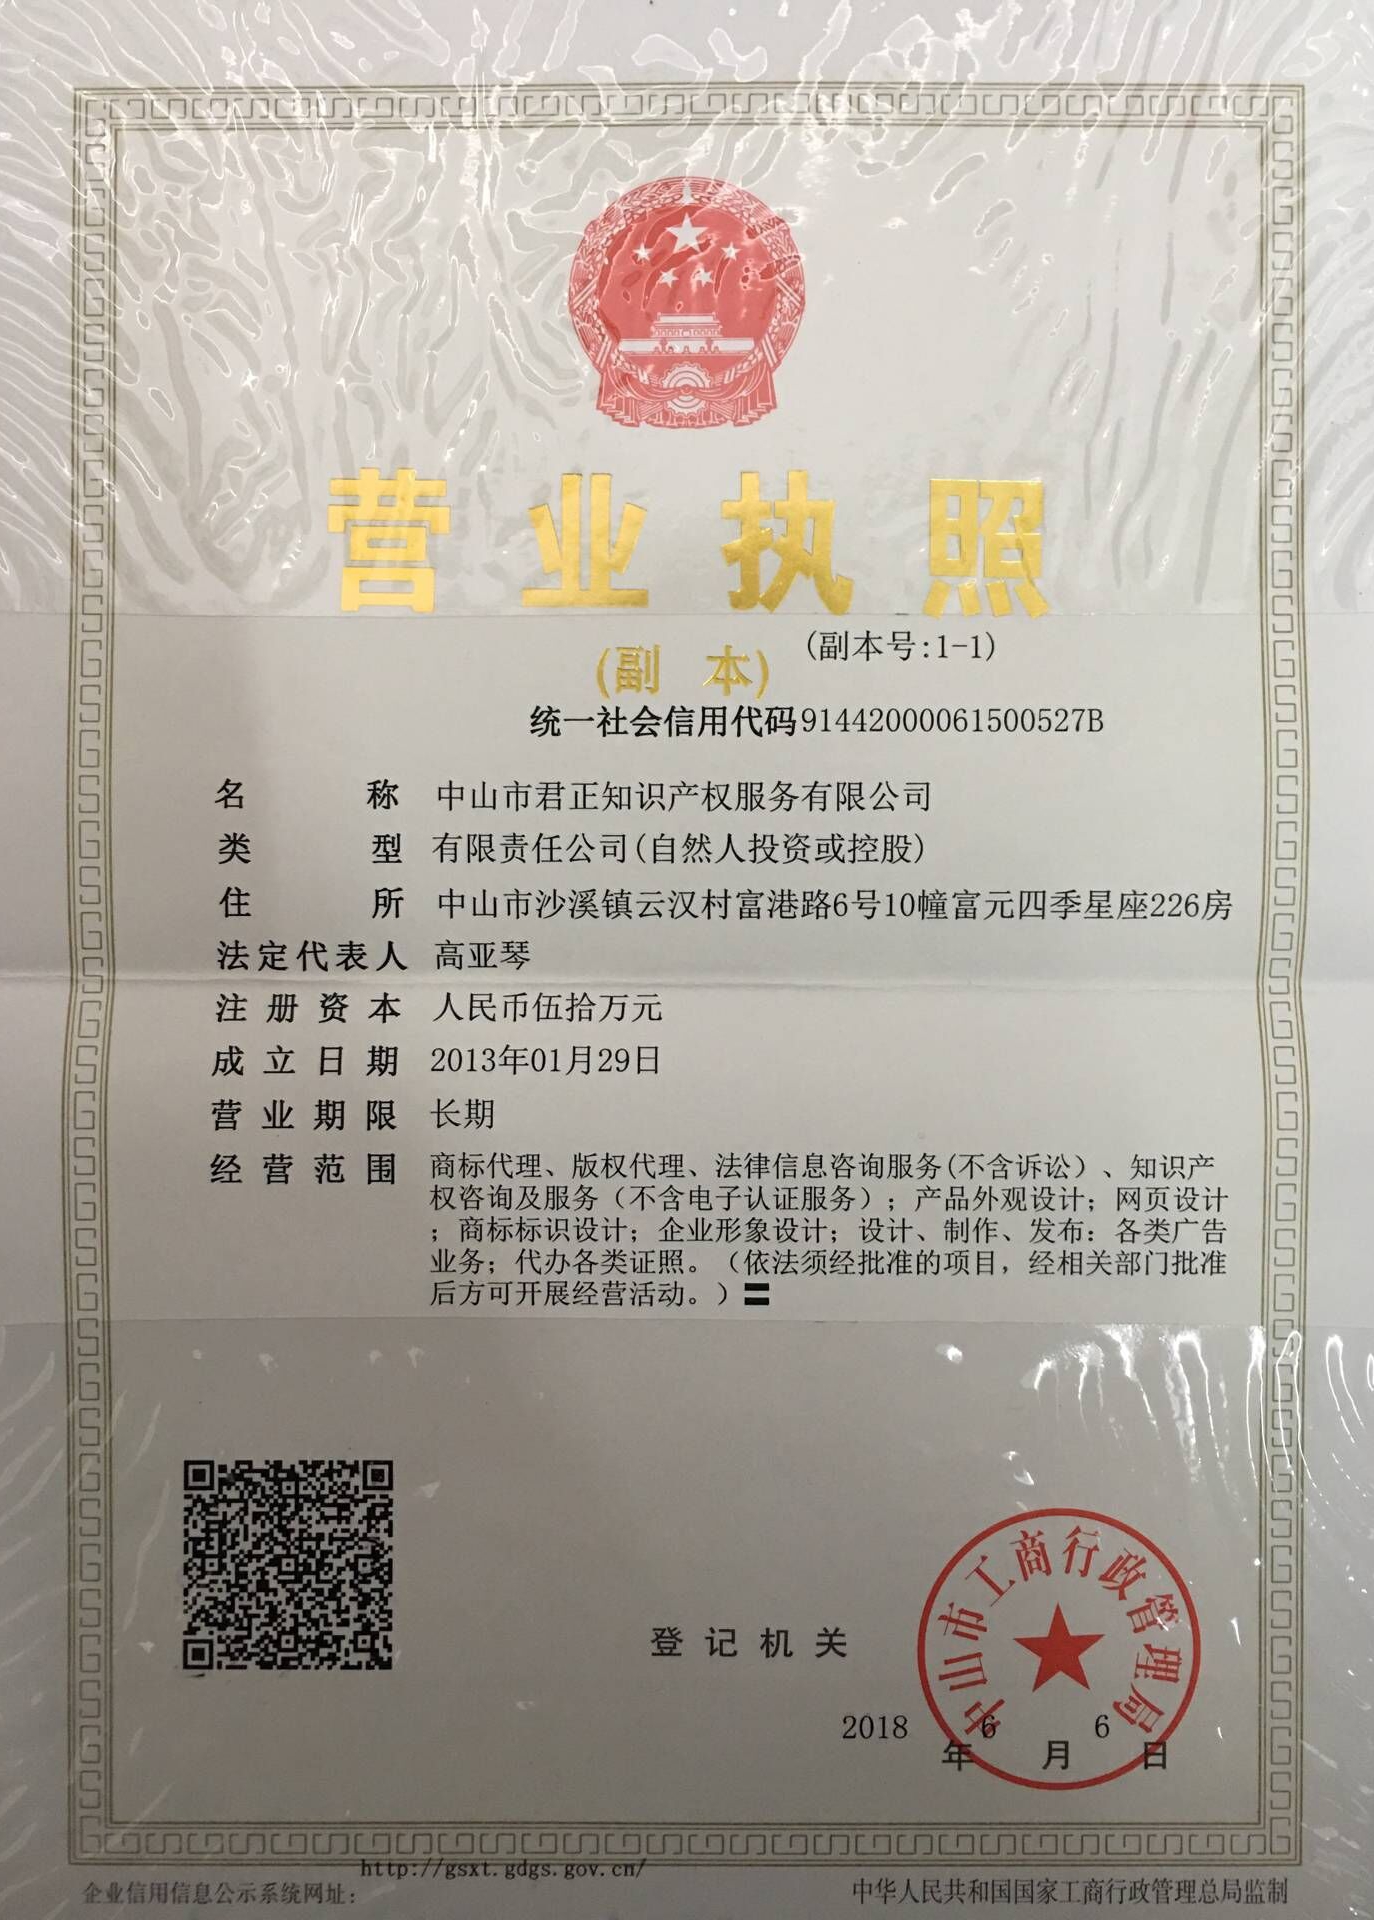 营业执照
(副 本)
(副本号:1-1)
统一社会信用代码91442000061500527B
名 称 中山市君正知识产权服务有限公司
类 型 有限责任公司(自然人投资或控股)
住 所 中山市沙溪镇云汉村富港路6号10幢富元四季星座226房
法定代表人 高亚琴
注册资本 人民币伍拾万元
成立日期 2013年01月29日
营业期限 长期
经营范围 商标代理、版权代理、法律信息咨询服务(不含诉讼)、知识产
权咨询及服务（不含电子认证服务）；产品外观设计；网页设计
；商标标识设计；企业形象设计；设计、制作、发布：各类广告
业务；代办各类证照。（依法须经批准的项目，经相关部门批准
后方可开展经营活动。）
登记机关
中山市工商行政管理局
2018年6月6日
http://gsxt.gdgs.gov.cn/
企业信用信息公示系统网址：
中华人民共和国国家工商行政管理总局监制